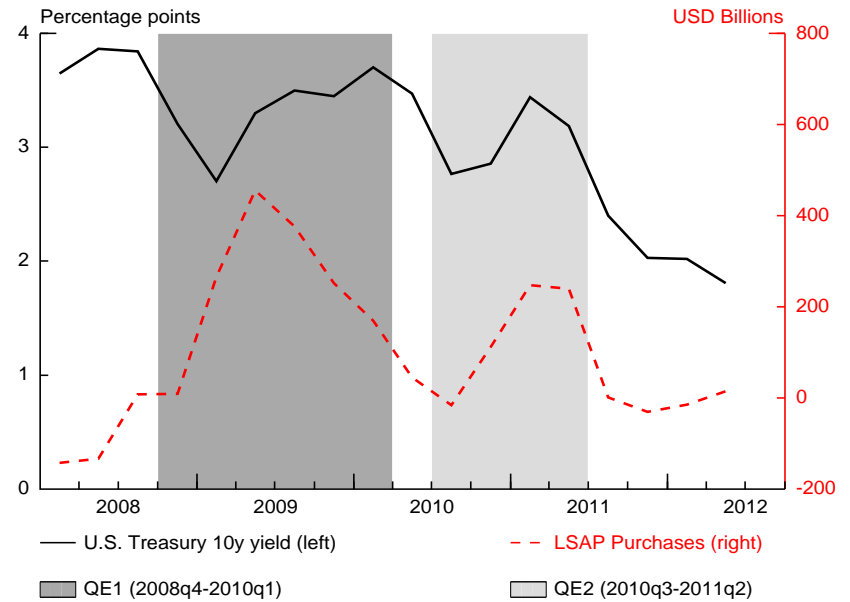 Percentage points USD Billions
4 800
600
3
400
2
200
1
0
0 -200
2008 2009 2010 2011 2012
U.S. Treasury 10y yield (left) LSAP Purchases (right)
QE1 (2008q4-2010q1) QE2 (2010q3-2011q2)